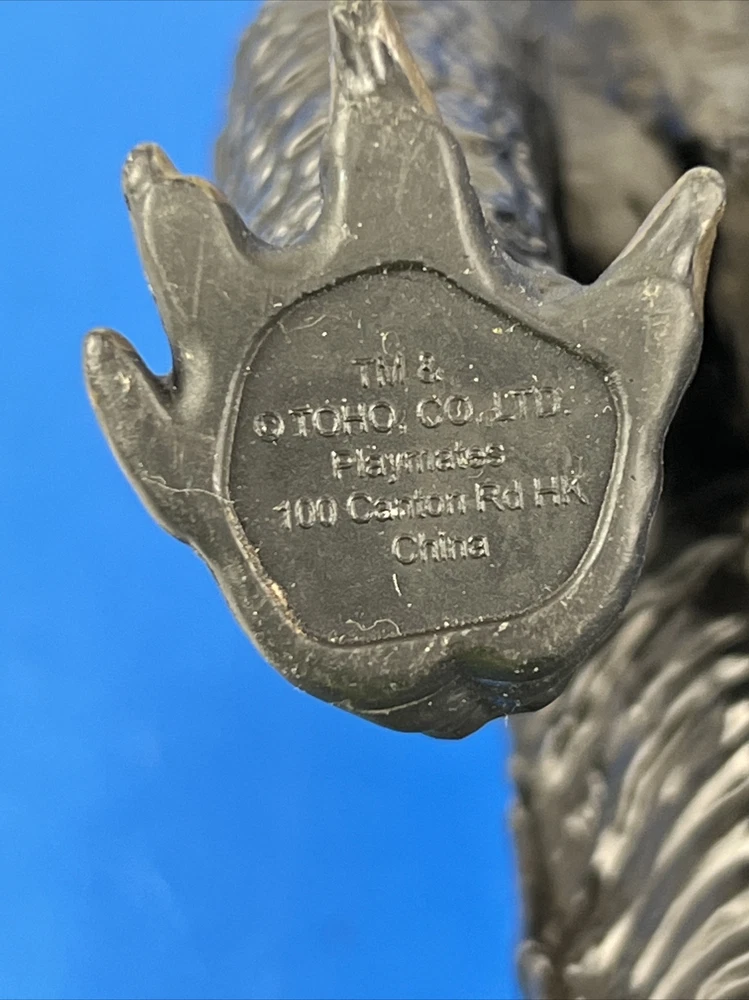 TM &
© TOHO, CO., LTD.
Playmates
100 Canton Rd HK
China